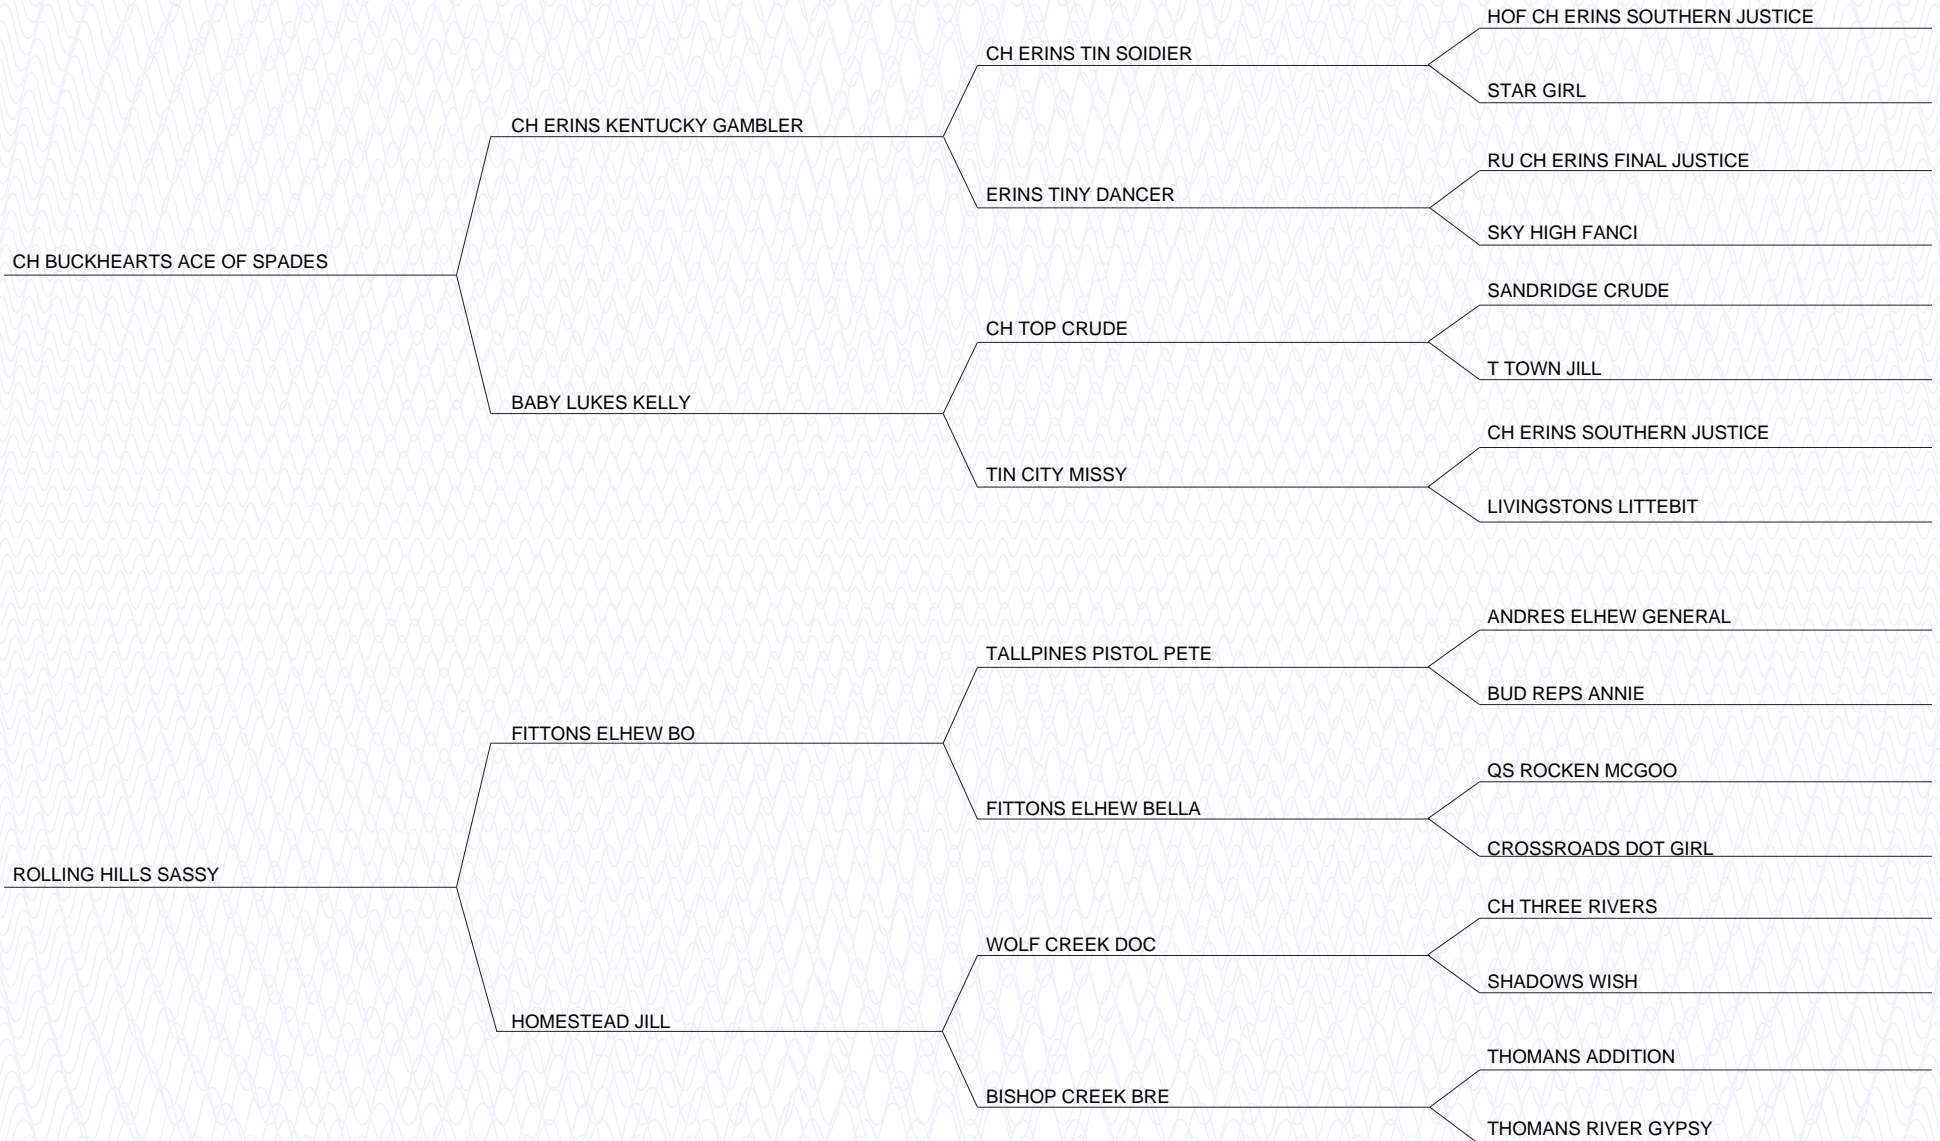 HOF CH ERINS SOUTHERN JUSTICE
CH ERINS TIN SOIDIER
STAR GIRL
CH ERINS KENTUCKY GAMBLER
RU CH ERINS FINAL JUSTICE
ERINS TINY DANCER
SKY HIGH FANCI
CH BUCKHEARTS ACE OF SPADES
SANDRIDGE CRUDE
CH TOP CRUDE
T TOWN JILL
BABY LUKES KELLY
CH ERINS SOUTHERN JUSTICE
TIN CITY MISSY
LIVINGSTONS LITTEBIT
ANDRES ELHEW GENERAL
TALLPINES PISTOL PETE
BUD REPS ANNIE
FITTONS ELHEW BO
QS ROCKEN MCGOO
FITTONS ELHEW BELLA
CROSSROADS DOT GIRL
ROLLING HILLS SASSY
CH THREE RIVERS
WOLF CREEK DOC
SHADOWS WISH
HOMESTEAD JILL
THOMANS ADDITION
BISHOP CREEK BRE
THOMANS RIVER GYPSY